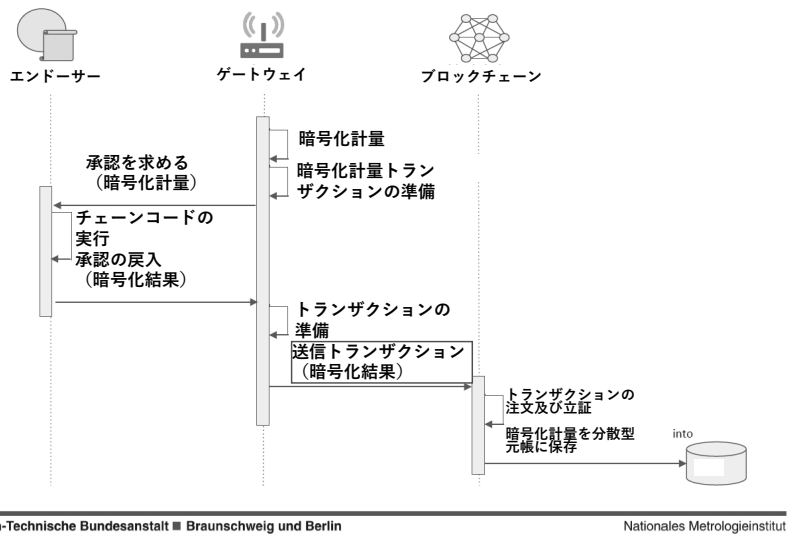 エンドーサー
ゲートウェイ
ブロックチェーン
暗号化計量
暗号化計量トラン
ザクションの準備
承認を求める
（暗号化計量）
チェーンコードの
実行
承認の戻入
（暗号化結果）
トランザクションの
準備
送信トランザクション
（暗号化結果）
トランザクションの
注文及び立証
暗号化計量を分散型
元帳に保存
into
-Technische Bundesanstalt ■ Braunschweig und Berlin
Nationales Metrologieinstitut